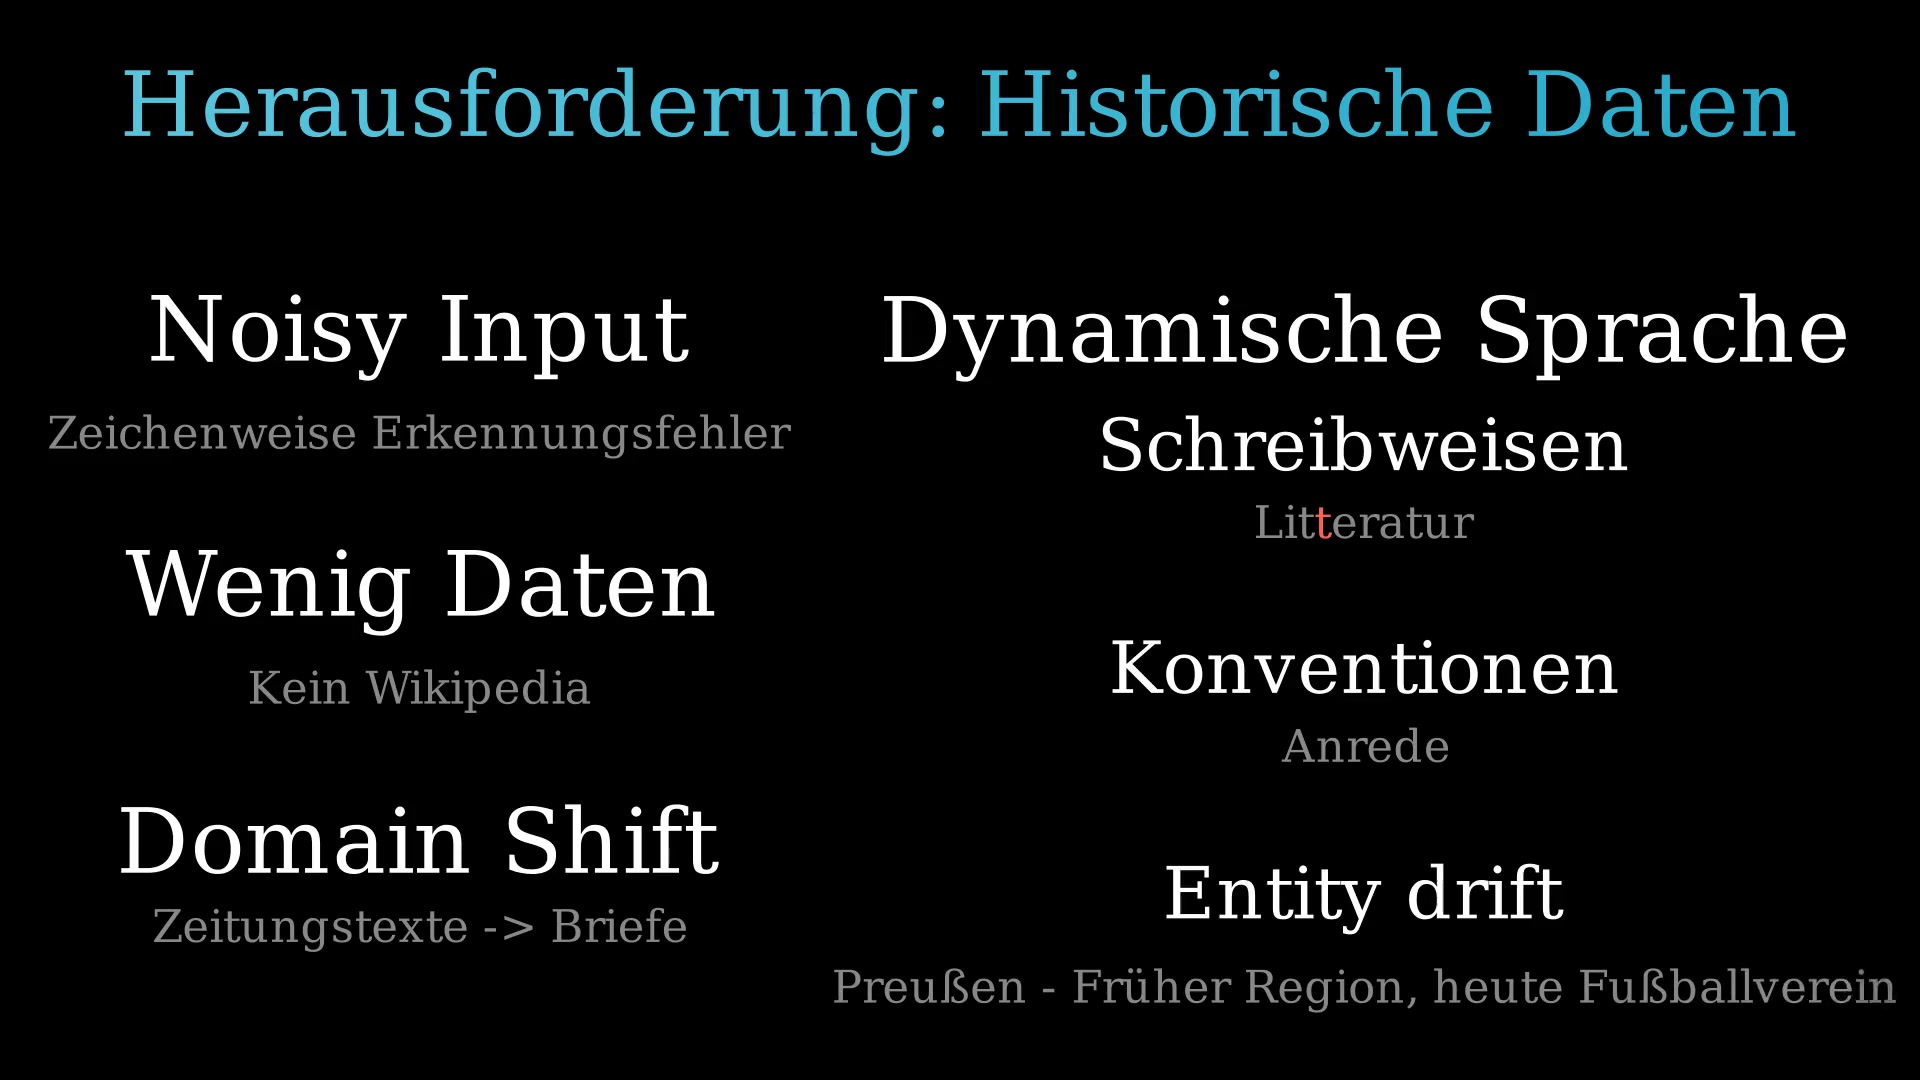 Herausforderung: Historische Daten
Noisy Input
Zeichenweise Erkennungsfehler
Wenig Daten
Kein Wikipedia
Domain Shift
Zeitungstexte -> Briefe
Dynamische Sprache
Schreibweisen
Litteratur
Konventionen
Anrede
Entity drift
Preußen - Früher Region, heute Fußballverein